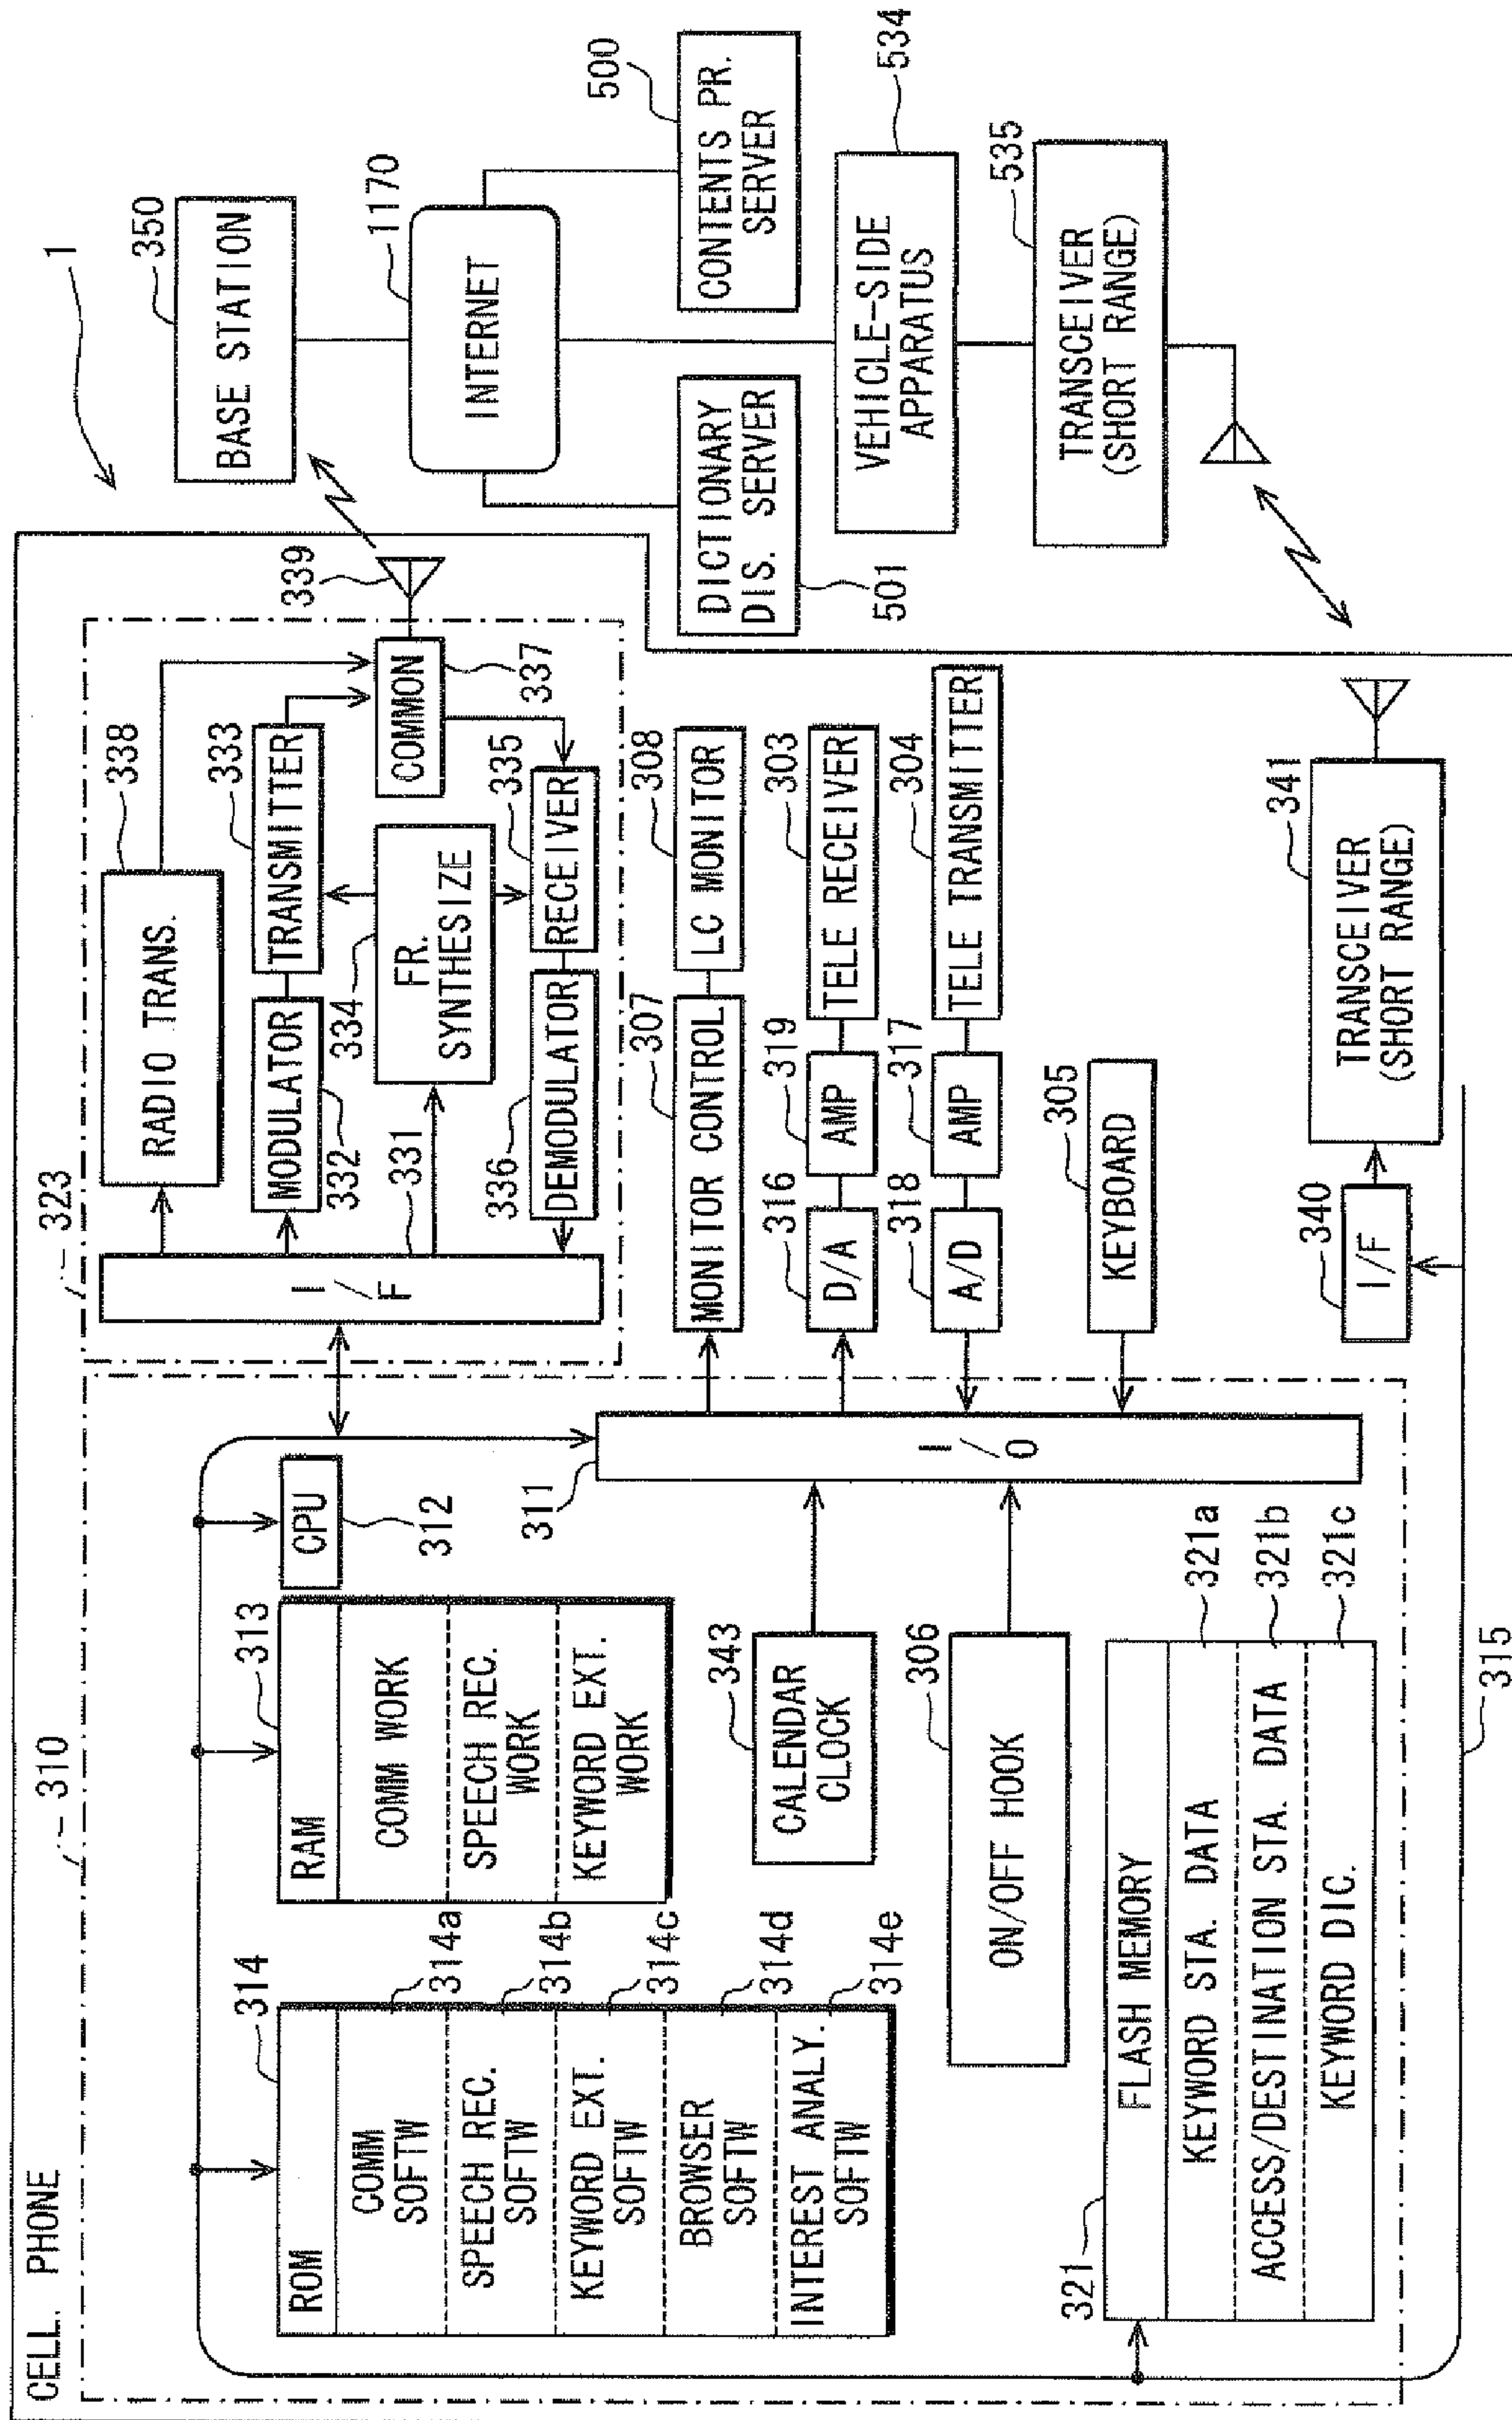 CELL. PHONE
310
323
1
314
ROM
COMM
SOFTW
314a
SPEECH REC.
SOFTW
314b
KEYWORD EXT.
SOFTW
314c
BROWSER
SOFTW
314d
INTEREST ANALY.
SOFTW
314e
313
RAM
COMM WORK
SPEECH REC.
WORK
KEYWORD EXT.
WORK
CPU
312
311
I/O
343
CALENDAR
CLOCK
306
ON/OFF HOOK
321
FLASH MEMORY
KEYWORD STA. DATA
321a
ACCESS/DESTINATION STA. DATA
321b
KEYWORD DIC.
321c
315
I/F
331
338
RADIO TRANS.
MODULATOR
332
333
TRANSMITTER
334
FR.
SYNTHESIZE
COMMON
337
339
335
RECEIVER
336
DEMODULATOR
307
MONITOR CONTROL
308
LC MONITOR
316
D/A
319
AMP
303
TELE RECEIVER
318
A/D
317
AMP
304
TELE TRANSMITTER
305
KEYBOARD
340
I/F
341
TRANSCEIVER
(SHORT RANGE)
350
BASE STATION
1170
INTERNET
DICTIONARY
DIS. SERVER
501
500
CONTENTS PR.
SERVER
534
VEHICLE-SIDE
APPARATUS
535
TRANSCEIVER
(SHORT RANGE)